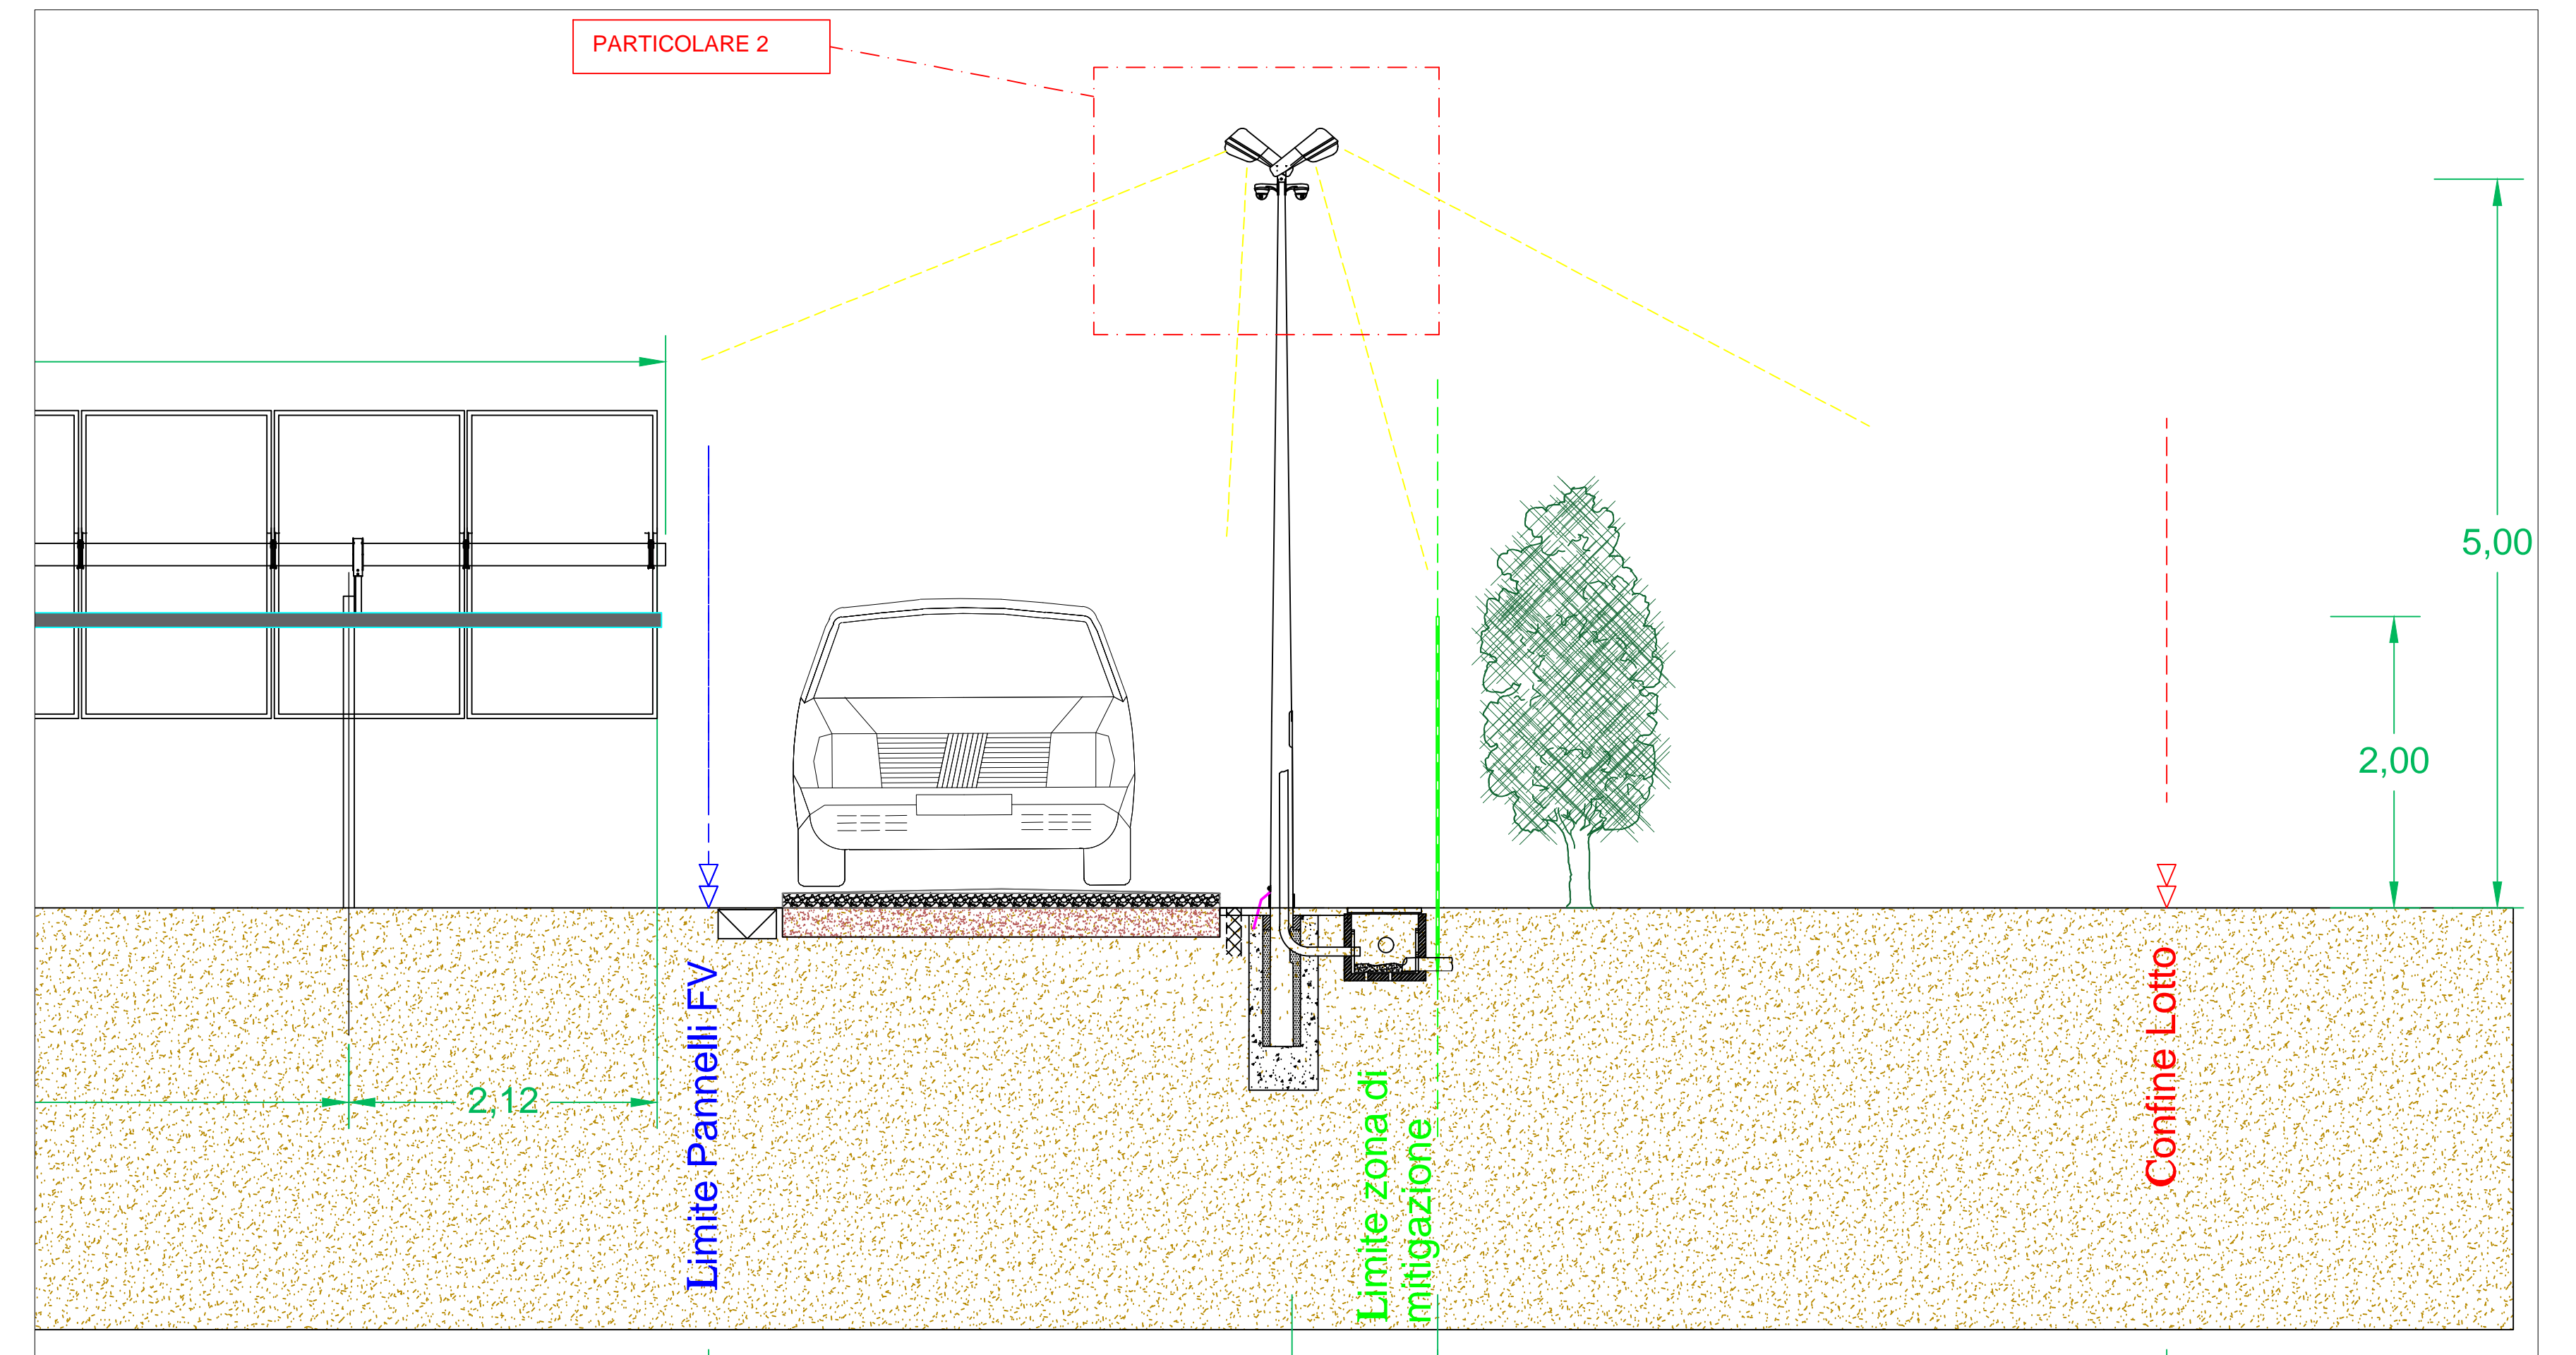 PARTICOLARE 2
5,00
2,00
2,12
Limite Pannelli FV
Limite zona di
mitigazione
Confine Lotto